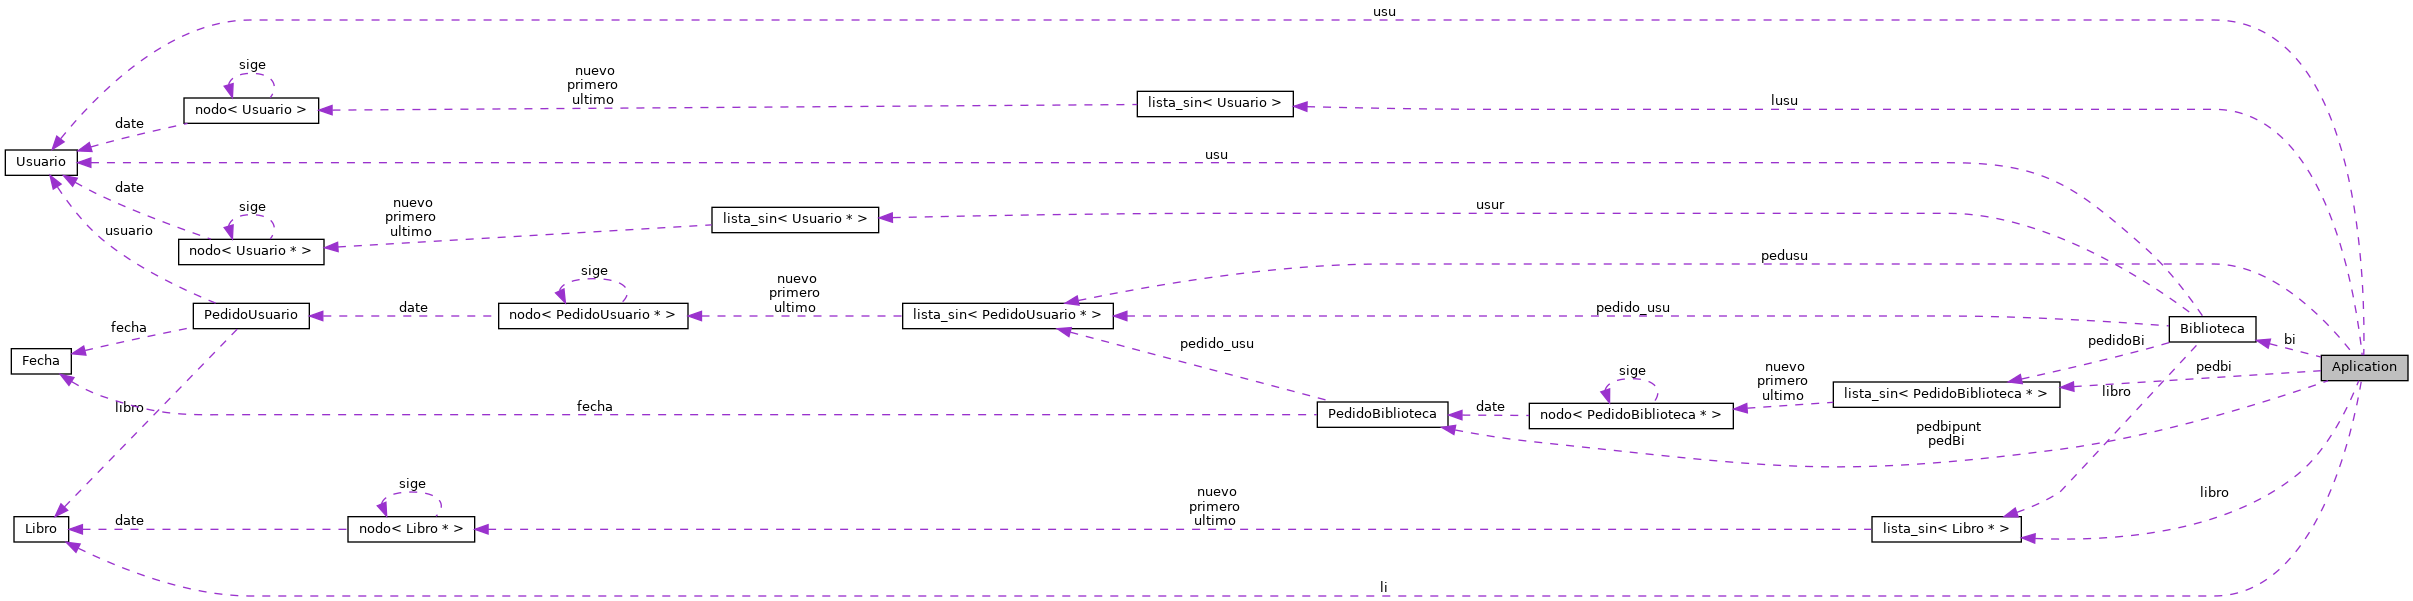 usu
sige
nuevo
primero
ultimo
nodo< Usuario >
lista_sin< Usuario >
lusu
date
Usuario
usu
date
sige
nuevo
primero
ultimo
lista_sin< Usuario * >
usur
usuario
nodo< Usuario * >
pedusu
sige
nuevo
primero
ultimo
PedidoUsuario
date
nodo< PedidoUsuario * >
lista_sin< PedidoUsuario * >
pedido_usu
fecha
Fecha
pedido_usu
Biblioteca
pedidoBi
bi
Aplication
sige
nuevo
primero
ultimo
pedbi
libro
fecha
PedidoBiblioteca
date
nodo< PedidoBiblioteca * >
lista_sin< PedidoBiblioteca * >
libro
pedbipunt
pedBi
sige
nuevo
primero
ultimo
libro
Libro
date
nodo< Libro * >
lista_sin< Libro * >
li